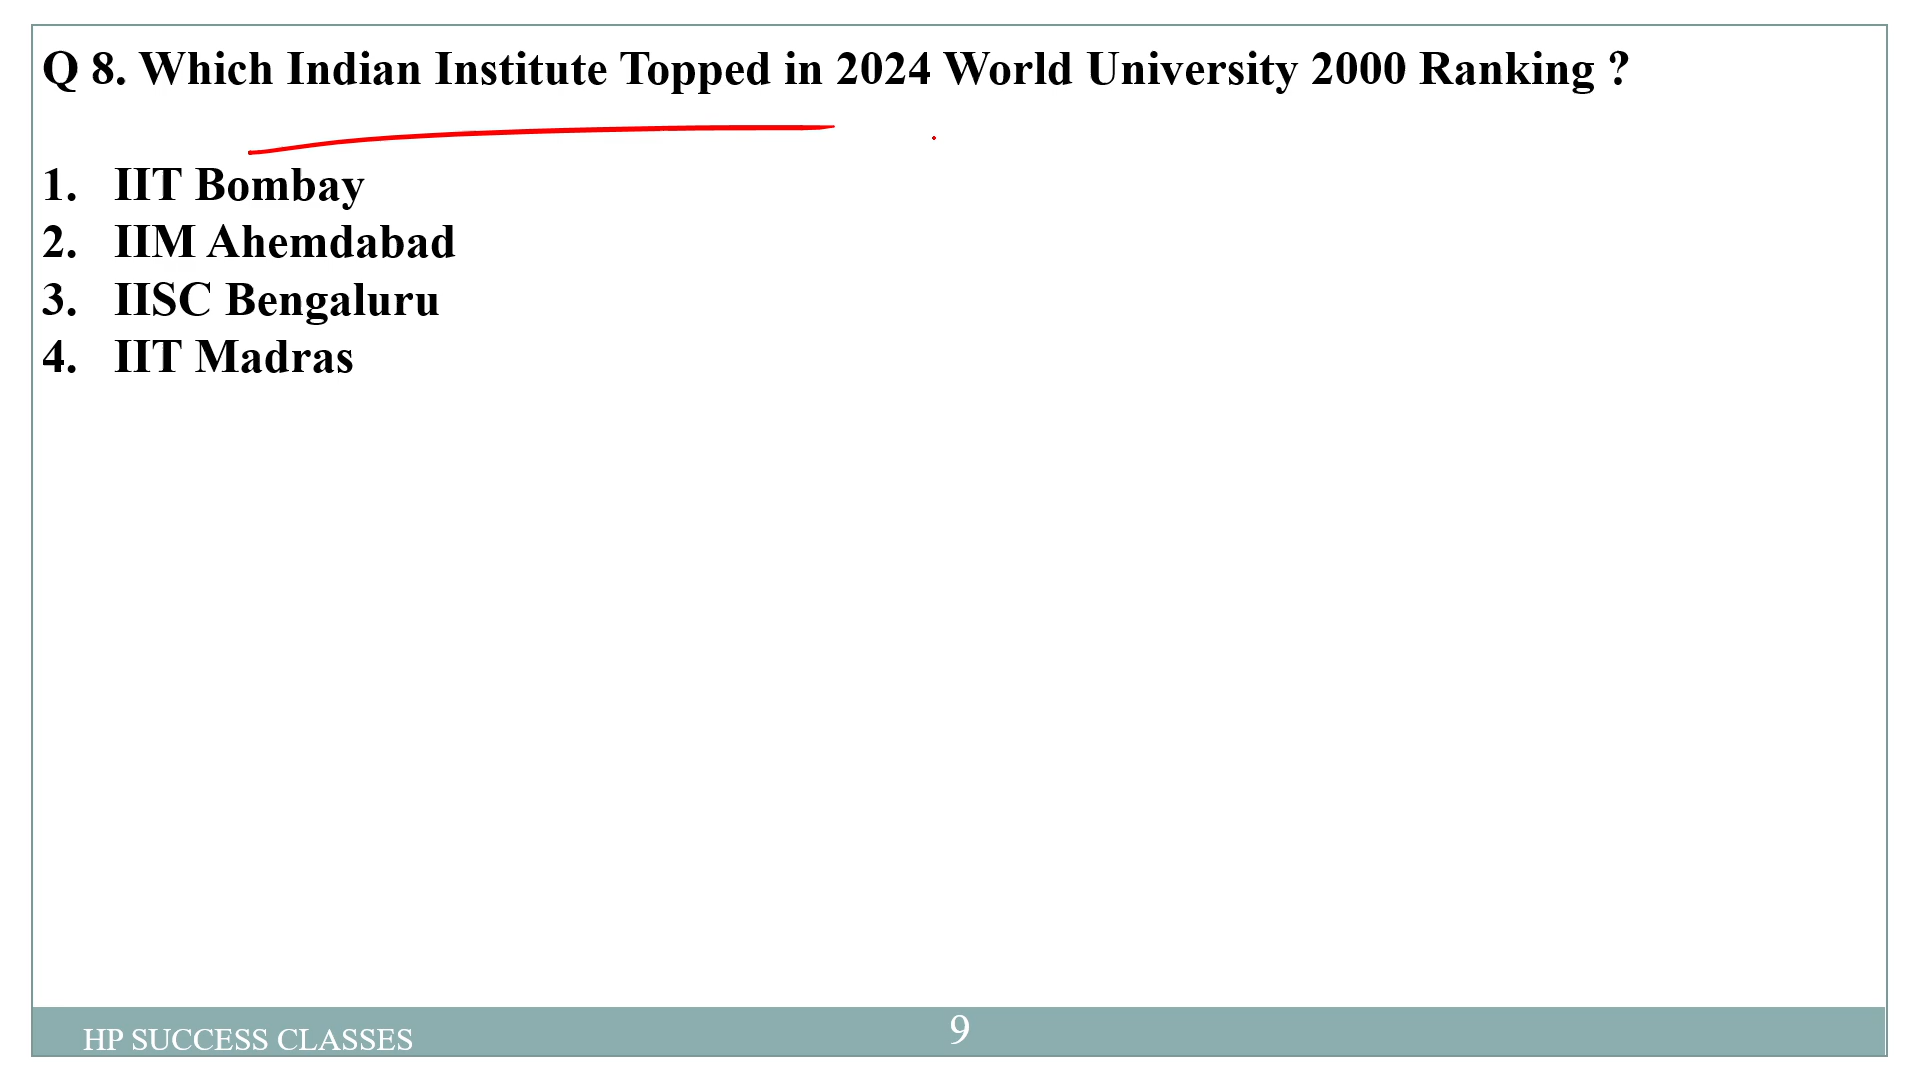 Q 8. Which Indian Institute Topped in 2024 World University 2000 Ranking ?
1. IIT Bombay
2. IIM Ahemdabad
3. IISC Bengaluru
4. IIT Madras
HP SUCCESS CLASSES
9